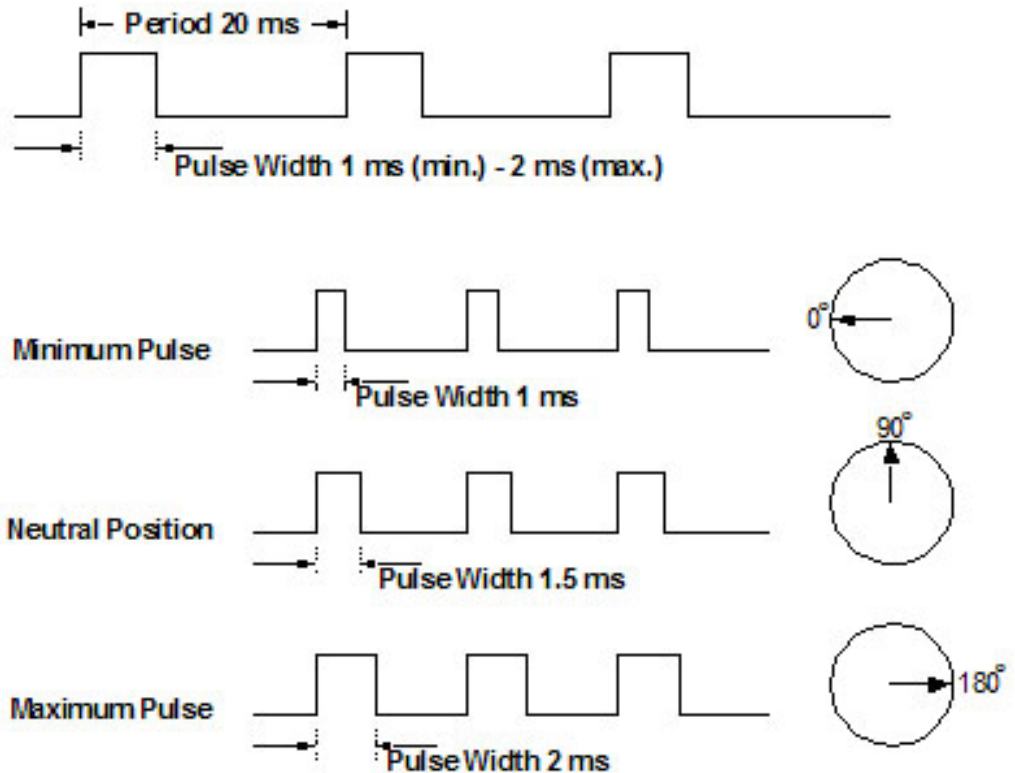 Period 20 ms
Pulse Width 1 ms (min.) - 2 ms (max.)
Minimum Pulse
0°
Pulse Width 1 ms
90°
Neutral Position
Pulse Width 1.5 ms
Maximum Pulse
180°
Pulse Width 2 ms